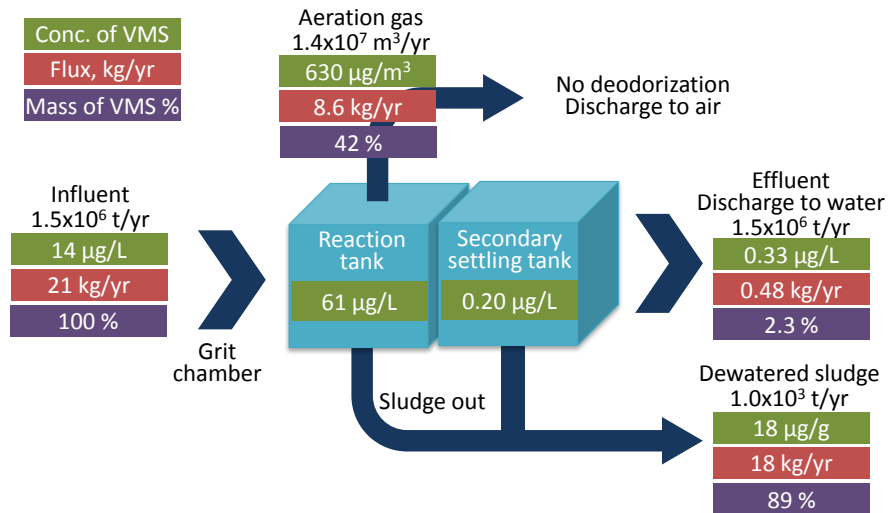 Conc. of VMS
Flux, kg/yr
Mass of VMS %
Aeration gas
1.4x10⁷ m³/yr
630 µg/m³
8.6 kg/yr
42 %
No deodorization
Discharge to air
Influent
1.5x10⁶ t/yr
14 µg/L
21 kg/yr
100 %
Grit
chamber
Reaction
tank
61 µg/L
Secondary
settling tank
0.20 µg/L
Effluent
Discharge to water
1.5x10⁶ t/yr
0.33 µg/L
0.48 kg/yr
2.3 %
Sludge out
Dewatered sludge
1.0x10³ t/yr
18 µg/g
18 kg/yr
89 %